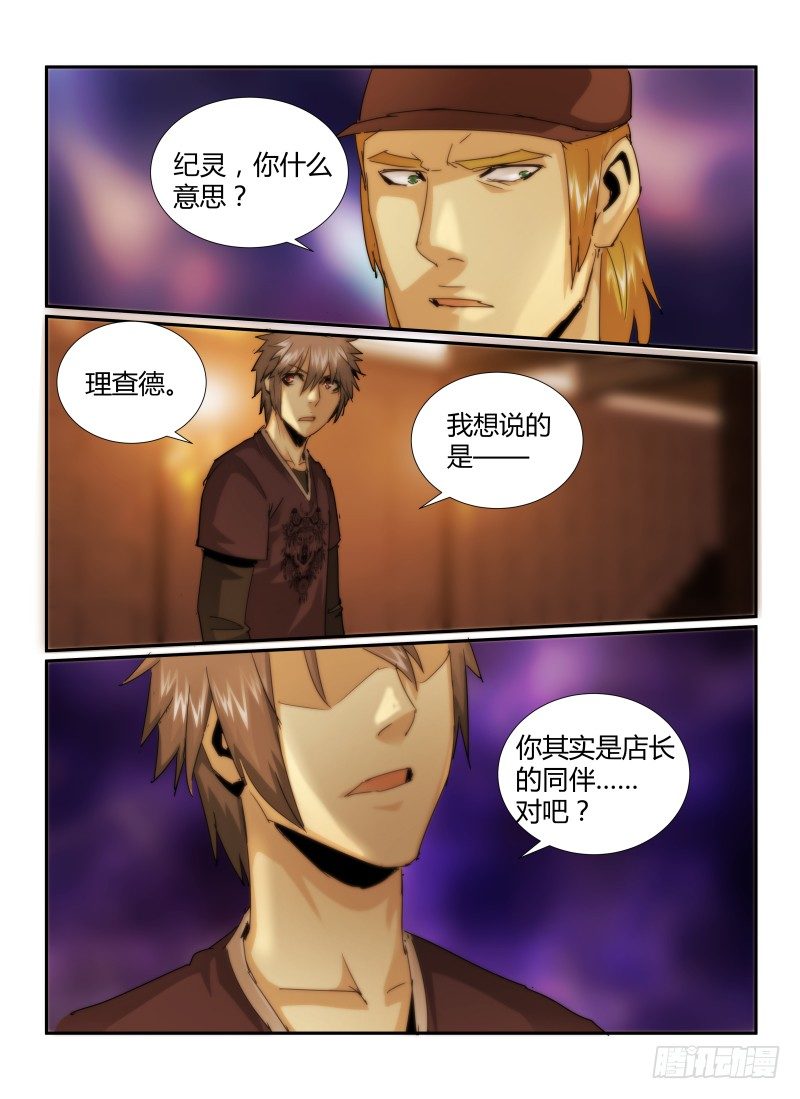 纪灵，你什么
意思？
理查德。
我想说的
是——
你其实是店长
的同伴……
对吧？
腾讯动漫